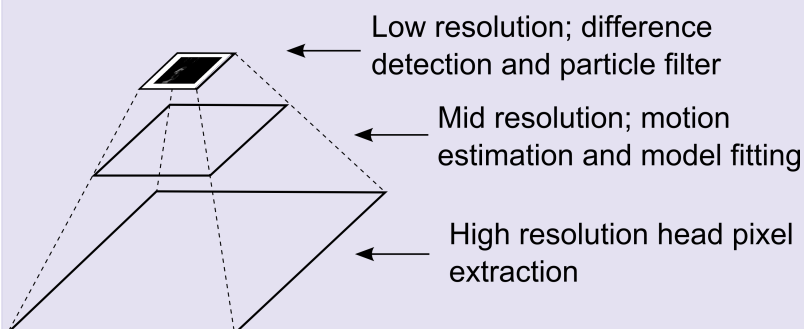 Low resolution; difference
detection and particle filter
Mid resolution; motion
estimation and model fitting
High resolution head pixel
extraction